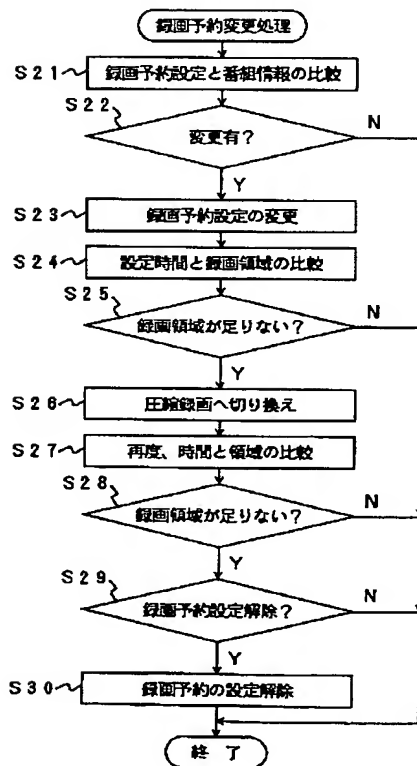 録画予約変更処理
S21 録画予約設定と番組情報の比較
S22
変更有? N
Y
S23 録画予約設定の変更
S24 設定時間と録画領域の比較
S25
録画領域が足りない? N
Y
S26 圧縮録画へ切り換え
S27 再度、時間と領域の比較
S28
録画領域が足りない? N
Y
S29
録画予約設定解除? N
Y
S30 録画予約の設定解除
終了